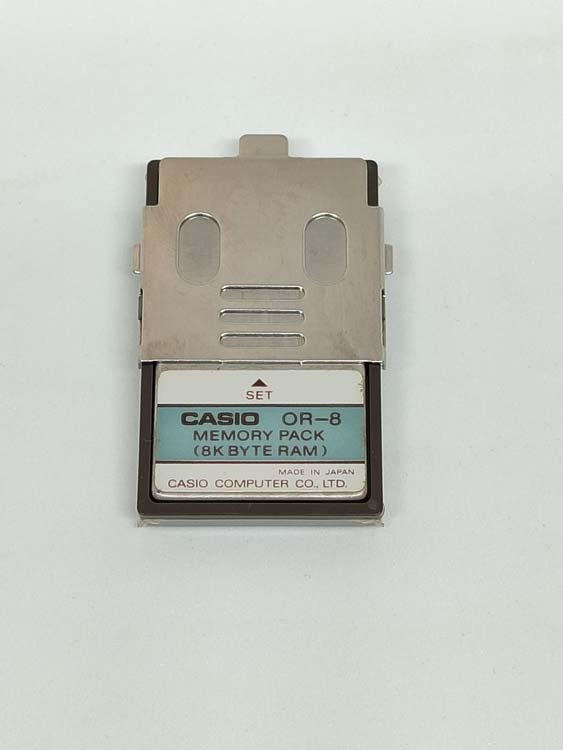 SET
CASIO OR-8
MEMORY PACK
(8K BYTE RAM)
MADE IN JAPAN
CASIO COMPUTER CO., LTD.